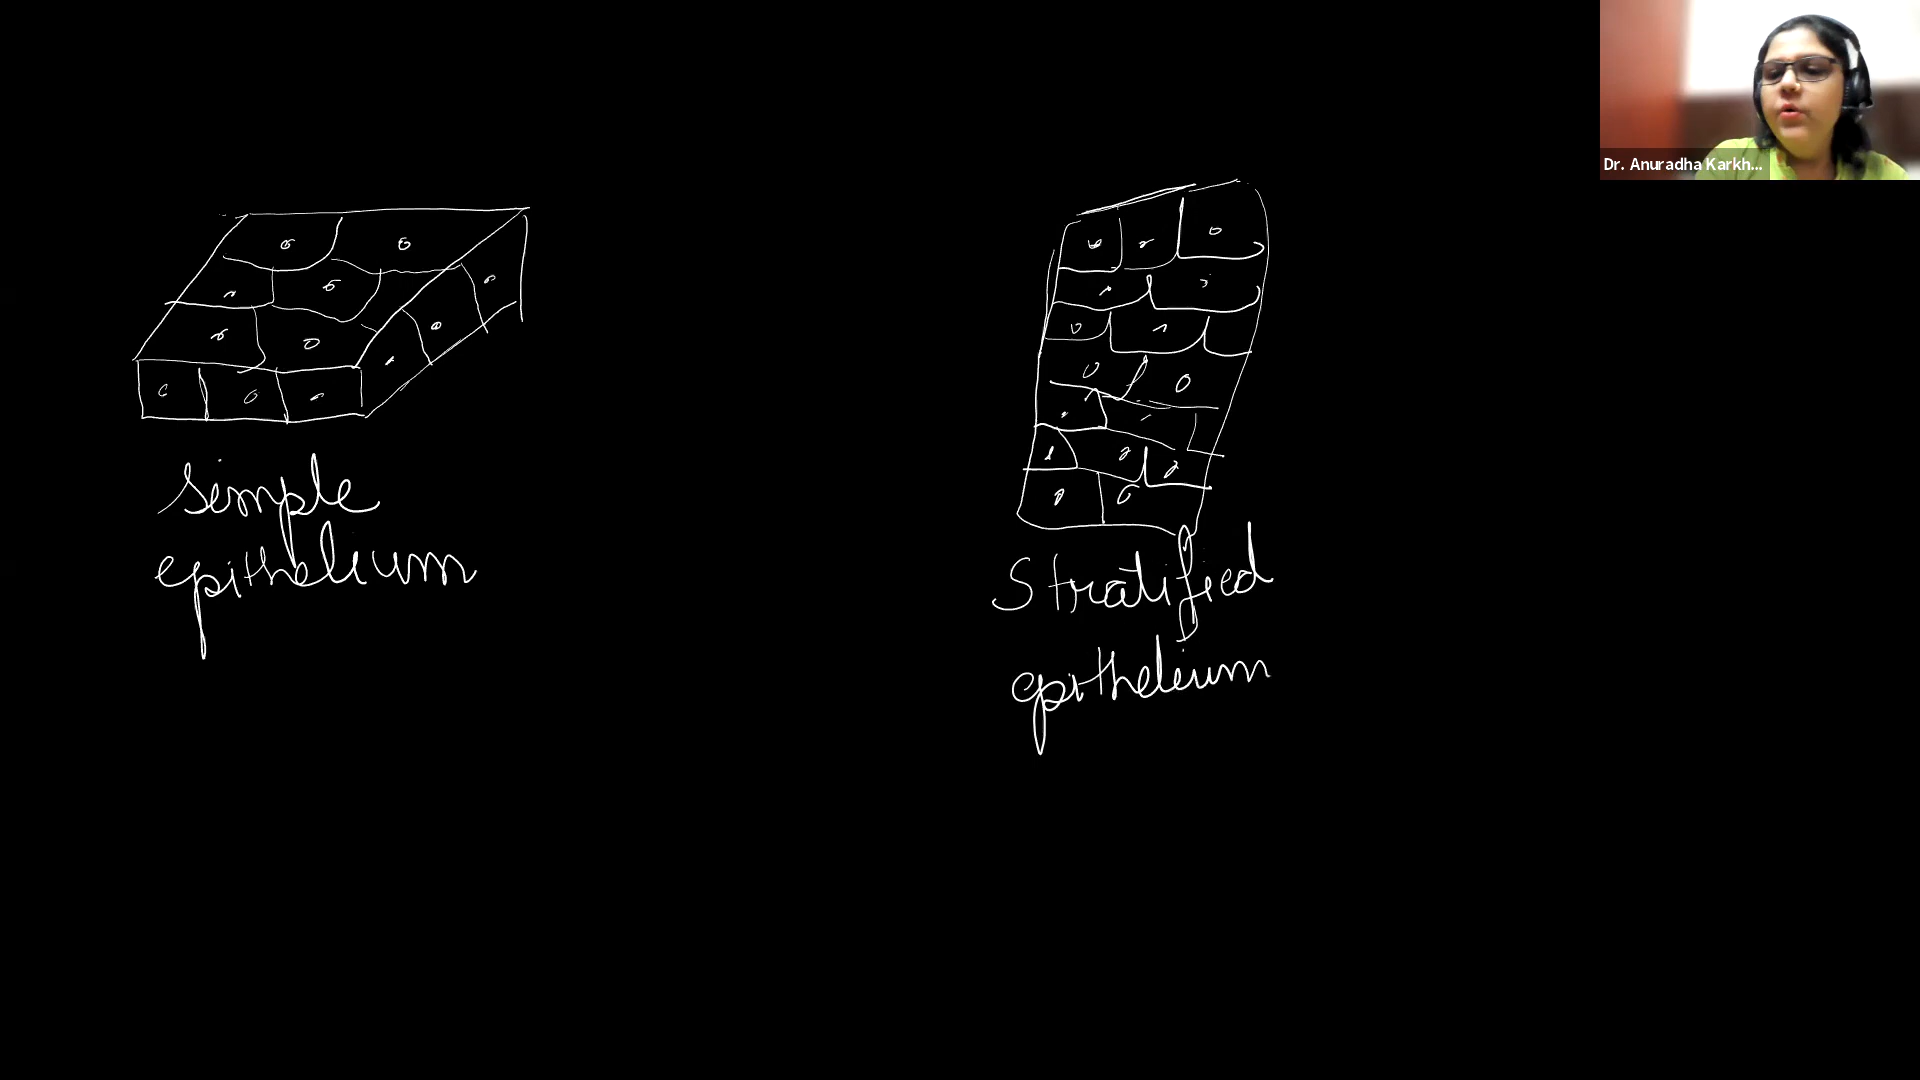 Dr. Anuradha Karkh...
simple
epithelium
Stratified
epithelium